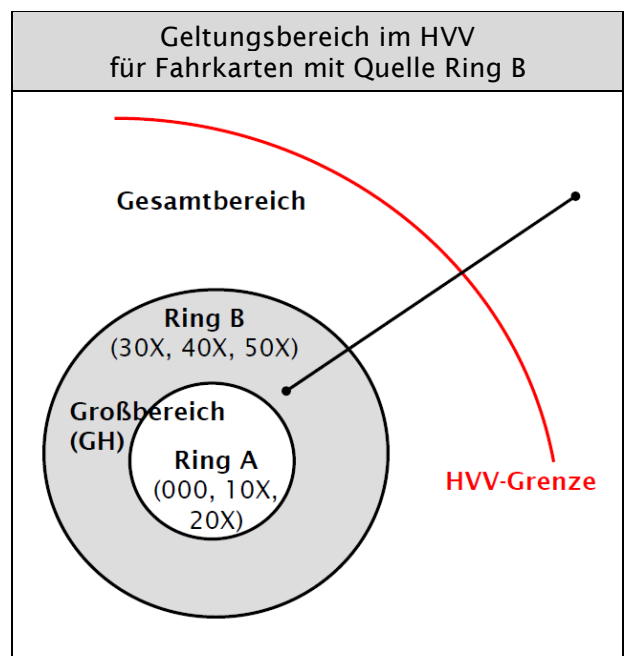 Geltungsbereich im HVV
für Fahrkarten mit Quelle Ring B
Gesamtbereich
Ring B
(30X, 40X, 50X)
Großbereich
(GH)
Ring A
(000, 10X,
20X)
HVV-Grenze